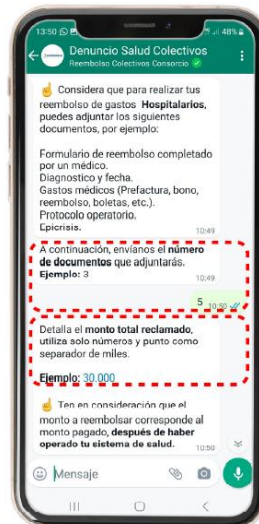 13:50
48%
Denuncio Salud Colectivos
Reembolso Colectivos Consorcio
☝ Considera que para realizar tus
reembolso de gastos Hospitalarios,
puedes adjuntar los siguientes
documentos, por ejemplo:
Formulario de reembolso completado
por un médico.
Diagnostico y fecha.
Gastos médicos (Prefactura, bono,
reembolso, boletas, etc.).
Protocolo operatorio.
Epicrisis.
10:49
A continuación, envíanos el número
de documentos que adjuntarás.
Ejemplo: 3
10:49
5 10:50
Detalla el monto total reclamado,
utiliza solo números y punto como
separador de miles.
Ejemplo: 30.000
☝ Ten en consideración que el
monto a reembolsar corresponde al
monto pagado, después de haber
operado tu sistema de salud.
10:50
Mensaje